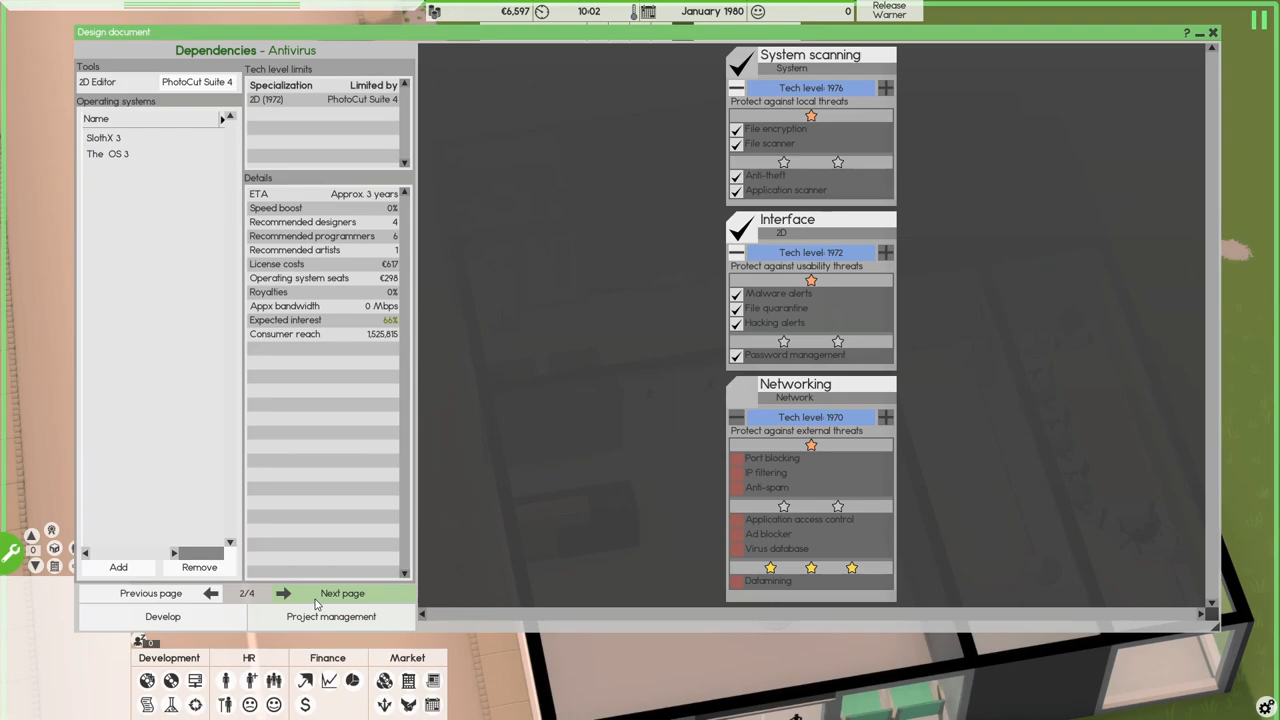 €6,597
10:02
January 1980
0
Release Warner
Design document
?
Dependencies - Antivirus
Tools
2D Editor PhotoCut Suite 4
Operating systems
Name
SlothX 3
The OS 3
Add Remove
Tech level limits
Specialization Limited by
2D (1972) PhotoCut Suite 4
Details
ETA Approx. 3 years
Speed boost 0%
Recommended designers 4
Recommended programmers 6
Recommended artists 1
License costs €617
Operating system seats €298
Royalties 0%
Appx bandwidth 0 Mbps
Expected interest 66%
Consumer reach 1,525,815
Previous page 2/4 Next page
Develop Project management
System scanning
System
Tech level: 1976
Protect against local threats
File encryption
File scanner
Anti-theft
Application scanner
Interface
2D
Tech level: 1972
Protect against usability threats
Malware alerts
File quarantine
Hacking alerts
Password management
Networking
Network
Tech level: 1970
Protect against external threats
Port blocking
IP filtering
Anti-spam
Application access control
Ad blocker
Virus database
Datamining
0
0
Development HR Finance Market
$